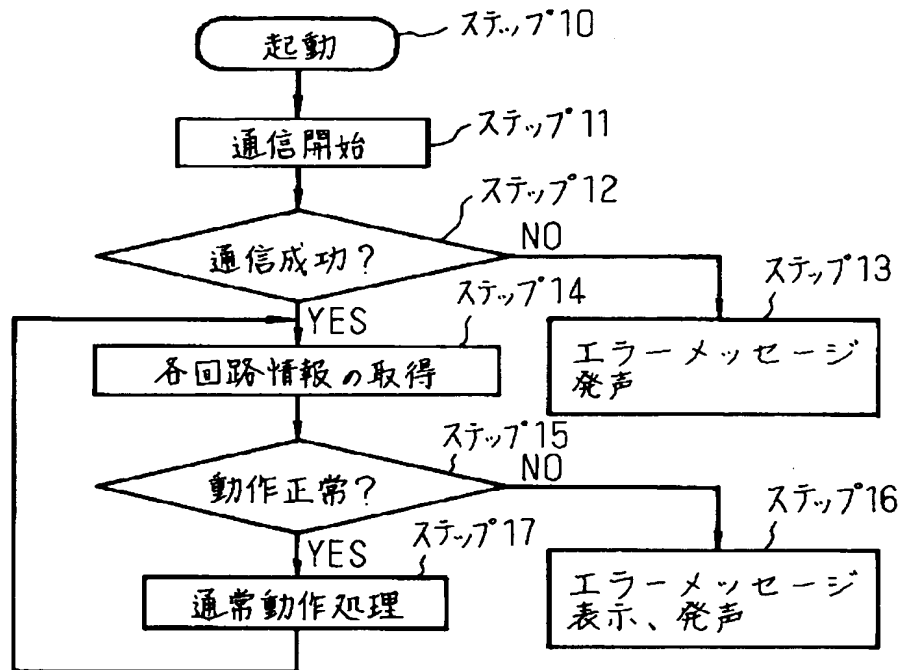 起動
ステップ10
通信開始
ステップ11
通信成功?
ステップ12
NO
YES
エラーメッセージ
発声
ステップ13
各回路情報の取得
ステップ14
動作正常?
ステップ15
NO
YES
エラーメッセージ
表示、発声
ステップ16
通常動作処理
ステップ17